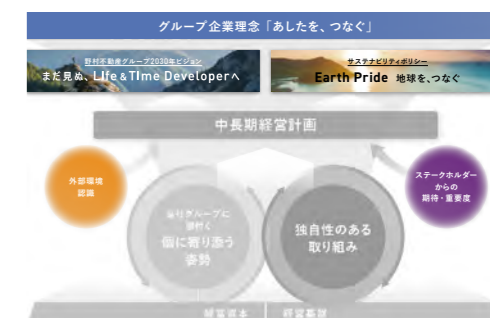 グループ企業理念「あしたを、つなぐ」
野村不動産グループ2030年ビジョン
まだ見ぬ、Life & Time Developerへ
サステナビリティポリシー
Earth Pride 地球を、つなぐ
中長期経営計画
外部環境
認識
ステークホルダー
からの
期待・重要度
当社グループに
根付く
個に寄り添う
姿勢
独自性のある
取り組み
経営資本
経営基盤